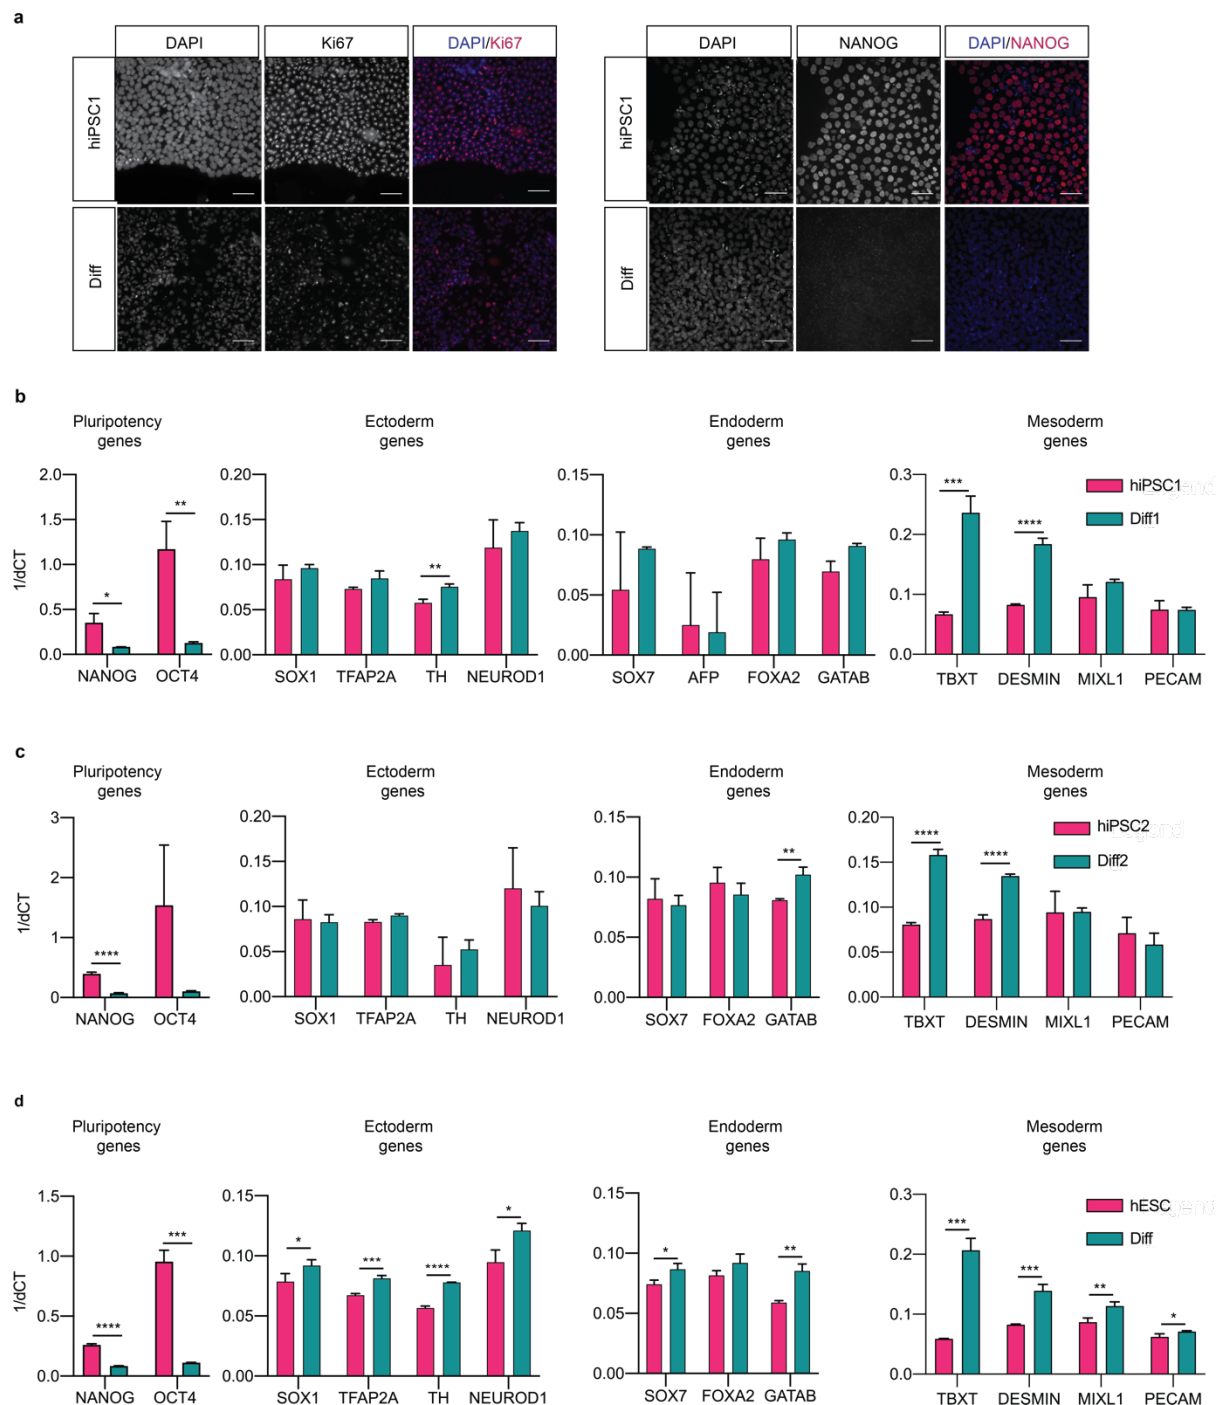 a
DAPI Ki67 DAPI/Ki67
hiPSC1
Diff
DAPI NANOG DAPI/NANOG
hiPSC1
Diff
b
Pluripotency
genes
Ectoderm
genes
Endoderm
genes
Mesoderm
genes
1/dCT
2.0
1.5
1.0
0.5
0.0
*
**
NANOG OCT4
0.20
0.15
0.10
0.05
0.00
**
SOX1 TFAP2A TH NEUROD1
0.15
0.10
0.05
0.00
SOX7 AFP FOXA2 GATAB
0.3
0.2
0.1
0.0
***
****
hiPSC1
Diff1
TBXT DESMIN MIXL1 PECAM
c
Pluripotency
genes
Ectoderm
genes
Endoderm
genes
Mesoderm
genes
1/dCT
3
2
1
0
****
NANOG OCT4
0.20
0.15
0.10
0.05
0.00
SOX1 TFAP2A TH NEUROD1
0.15
0.10
0.05
0.00
**
SOX7 FOXA2 GATAB
0.20
0.15
0.10
0.05
0.00
****
****
hiPSC2
Diff2
TBXT DESMIN MIXL1 PECAM
d
Pluripotency
genes
Ectoderm
genes
Endoderm
genes
Mesoderm
genes
1/dCT
1.5
1.0
0.5
0.0
****
***
NANOG OCT4
0.15
0.10
0.05
0.00
*
***
****
*
SOX1 TFAP2A TH NEUROD1
0.15
0.10
0.05
0.00
*
**
SOX7 FOXA2 GATAB
0.3
0.2
0.1
0.0
***
***
**
*
hESC
Diff
TBXT DESMIN MIXL1 PECAM